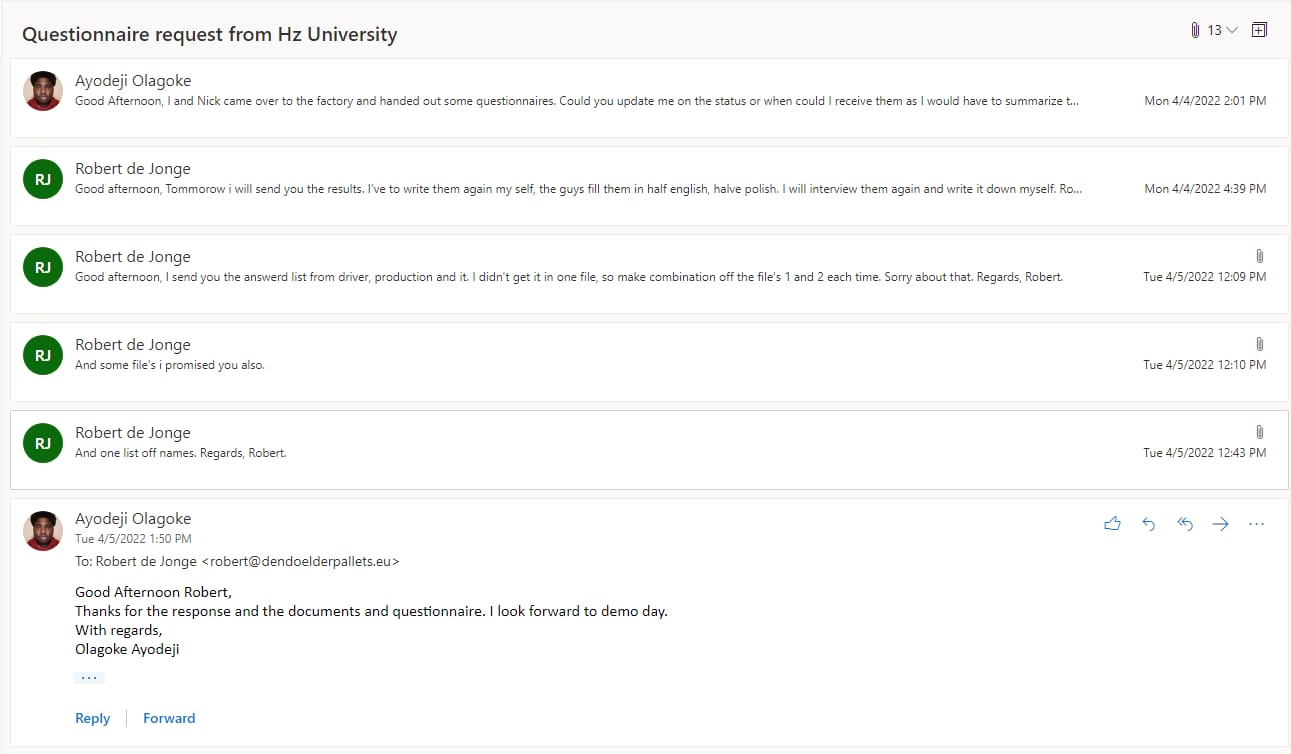 Questionnaire request from Hz University
13
Ayodeji Olagoke
Good Afternoon, I and Nick came over to the factory and handed out some questionnaires. Could you update me on the status or when could I receive them as I would have to summarize t...
Mon 4/4/2022 2:01 PM
RJ
Robert de Jonge
Good afternoon, Tommorow i will send you the results. I've to write them again my self, the guys fill them in half english, halve polish. I will interview them again and write it down myself. Ro...
Mon 4/4/2022 4:39 PM
RJ
Robert de Jonge
Good afternoon, I send you the answerd list from driver, production and it. I didn't get it in one file, so make combination off the file's 1 and 2 each time. Sorry about that. Regards, Robert.
Tue 4/5/2022 12:09 PM
RJ
Robert de Jonge
And some file's i promised you also.
Tue 4/5/2022 12:10 PM
RJ
Robert de Jonge
And one list off names. Regards, Robert.
Tue 4/5/2022 12:43 PM
Ayodeji Olagoke
Tue 4/5/2022 1:50 PM
To: Robert de Jonge <robert@dendoelderpallets.eu>
Good Afternoon Robert,
Thanks for the response and the documents and questionnaire. I look forward to demo day.
With regards,
Olagoke Ayodeji
...
Reply
Forward